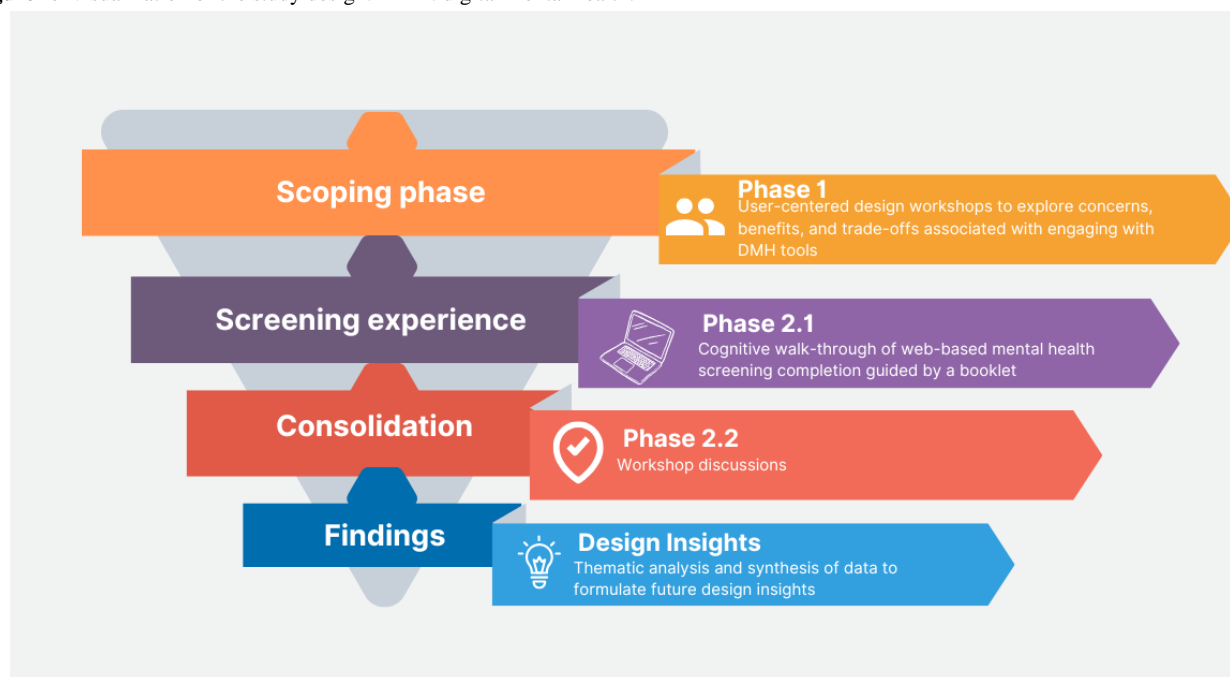 Scoping phase
Phase 1
User-centered design workshops to explore concerns,
benefits, and trade-offs associated with engaging with
DMH tools
Screening experience
Phase 2.1
Cognitive walk-through of web-based mental health
screening completion guided by a booklet
Consolidation
Phase 2.2
Workshop discussions
Findings
Design Insights
Thematic analysis and synthesis of data to
formulate future design insights